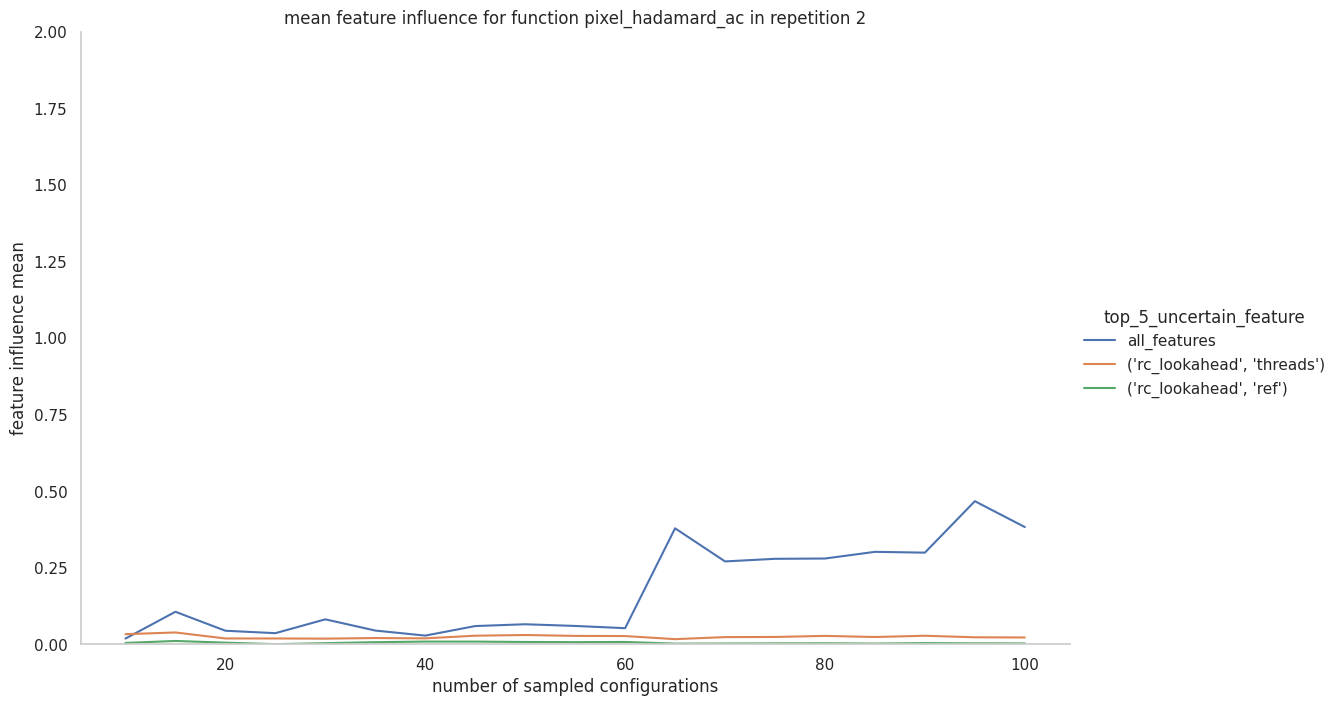 mean feature influence for function pixel_hadamard_ac in repetition 2
2.00
1.75
1.50
1.25
1.00
0.75
0.50
0.25
0.00
feature influence mean
20
40
60
80
100
number of sampled configurations
top_5_uncertain_feature
all_features
('rc_lookahead', 'threads')
('rc_lookahead', 'ref')